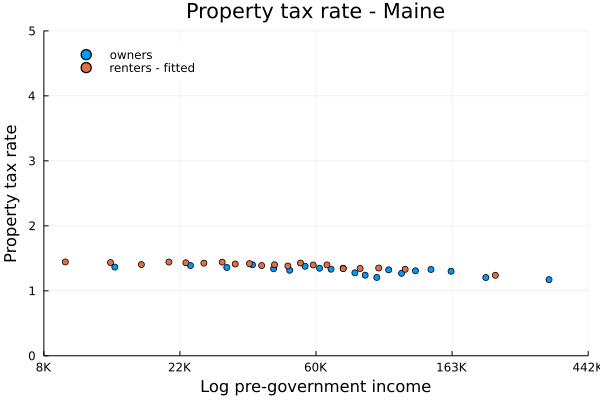 Property tax rate - Maine
Property tax rate
5
4
3
2
1
0
owners
renters - fitted
8K 22K 60K 163K 442K
Log pre-government income